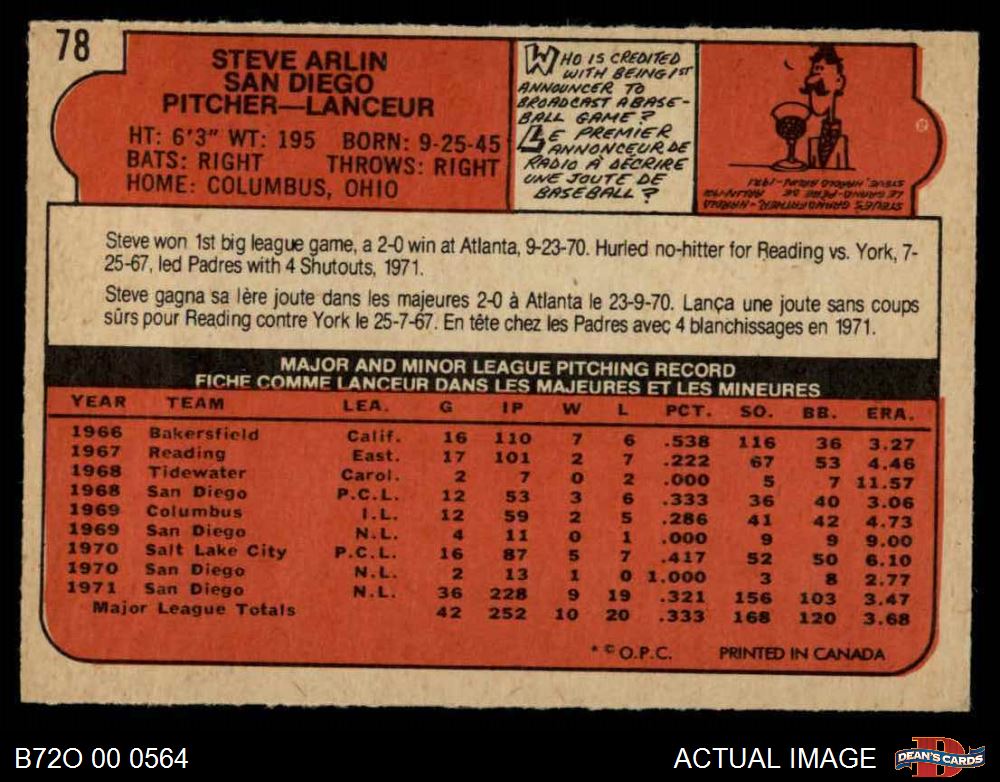 78
STEVE ARLIN
SAN DIEGO
PITCHER—LANCEUR
HT: 6'3" WT: 195 BORN: 9-25-45
BATS: RIGHT THROWS: RIGHT
HOME: COLUMBUS, OHIO
WHO IS CREDITED
WITH BEING 1ST
ANNOUNCER TO
BROADCAST A BASE-
BALL GAME?
LE PREMIER
ANNONCEUR DE
RADIO À DÉCRIRE
UNE JOUTE DE
BASEBALL?
STEVE'S GRANDFATHER - HAROLD
ARLIN-1921
LE GRAND-PÈRE DE
STEVE, HAROLD ARLIN-1921
Steve won 1st big league game, a 2-0 win at Atlanta, 9-23-70. Hurled no-hitter for Reading vs. York, 7-
25-67, led Padres with 4 Shutouts, 1971.
Steve gagna sa lère joute dans les majeures 2-0 à Atlanta le 23-9-70. Lança une joute sans coups
sûrs pour Reading contre York le 25-7-67. En tête chez les Padres avec 4 blanchissages en 1971.
MAJOR AND MINOR LEAGUE PITCHING RECORD
FICHE COMME LANCEUR DANS LES MAJEURES ET LES MINEURES
YEAR TEAM LEA. G IP W L PCT. SO. BB. ERA.
1966 Bakersfield Calif. 16 110 7 6 .538 116 36 3.27
1967 Reading East. 17 101 2 7 .222 67 53 4.46
1968 Tidewater Carol. 2 7 0 2 .000 5 7 11.57
1968 San Diego P.C.L. 12 53 3 6 .333 36 40 3.06
1969 Columbus I.L. 12 59 2 5 .286 41 42 4.73
1969 San Diego N.L. 4 11 0 1 .000 9 9 9.00
1970 Salt Lake City P.C.L. 16 87 5 7 .417 52 50 6.10
1970 San Diego N.L. 2 13 1 0 1.000 3 8 2.77
1971 San Diego N.L. 36 228 9 19 .321 156 103 3.47
Major League Totals 42 252 10 20 .333 168 120 3.68
* © O.P.C. PRINTED IN CANADA
B72O 00 0564
ACTUAL IMAGE
D
DEAN'S CARDS